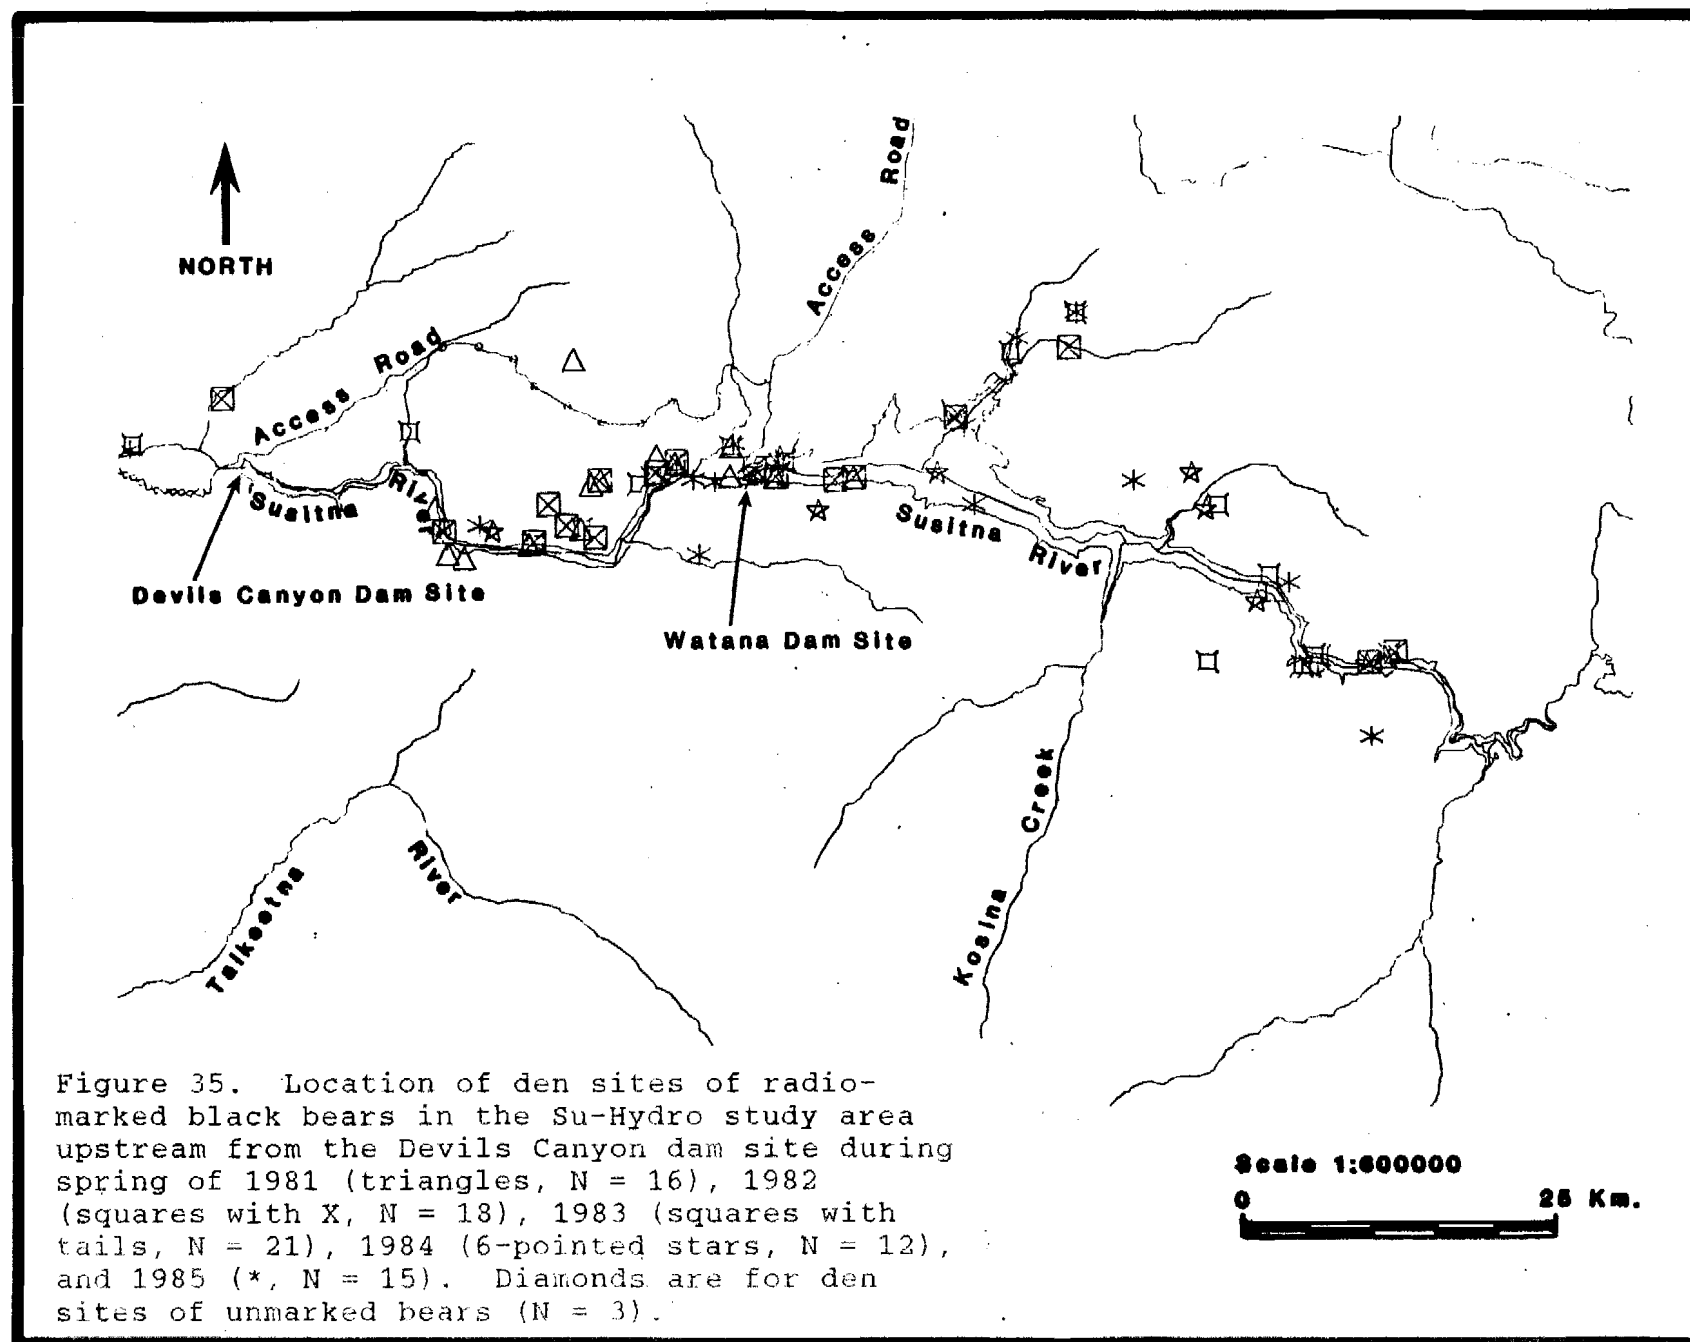 Road
Access
NORTH
Road
Access
River
Susitna
Susitna
River
Devils Canyon Dam Site
Watana Dam Site
Creek
Kosina
River
Talkeetna
Figure 35. Location of den sites of radio-
marked black bears in the Su-Hydro study area
upstream from the Devils Canyon dam site during
spring of 1981 (triangles, N = 16), 1982
(squares with X, N = 18), 1983 (squares with
tails, N = 21), 1984 (6-pointed stars, N = 12),
and 1985 (*, N = 15). Diamonds are for den
sites of unmarked bears (N = 3).
Scale 1:600000
0 25 Km.